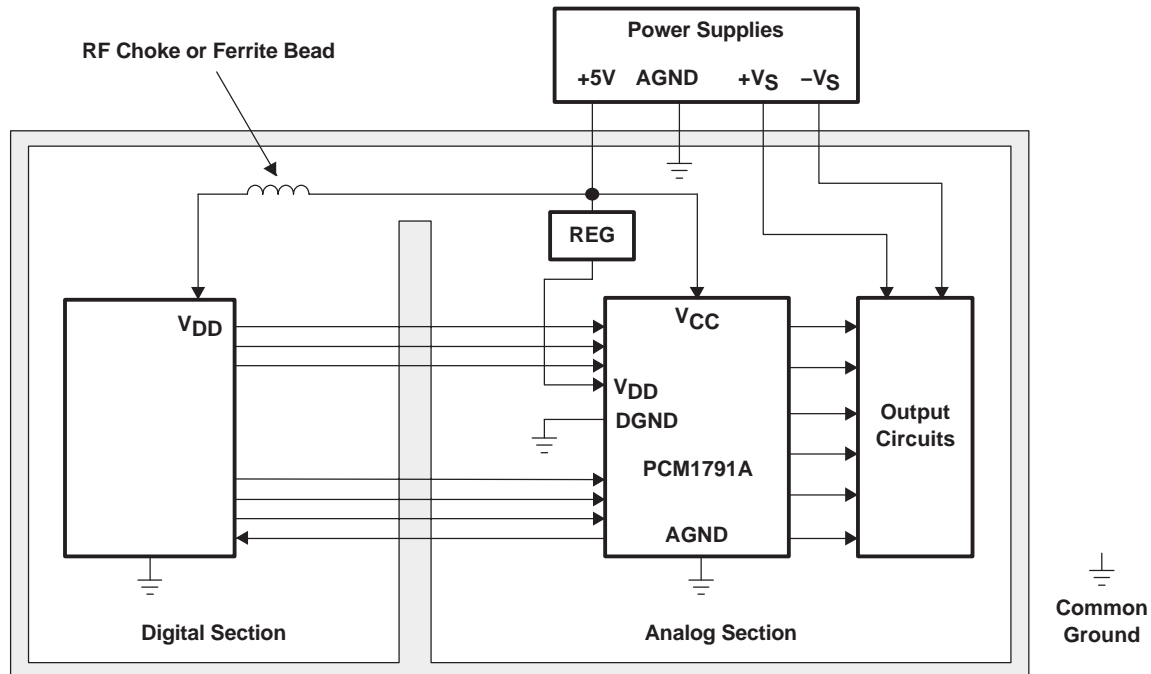 Power Supplies
RF Choke or Ferrite Bead
+5V AGND +VS –VS
REG
VDD
VCC
VDD
DGND
Output
Circuits
PCM1791A
AGND
Common
Ground
Digital Section
Analog Section